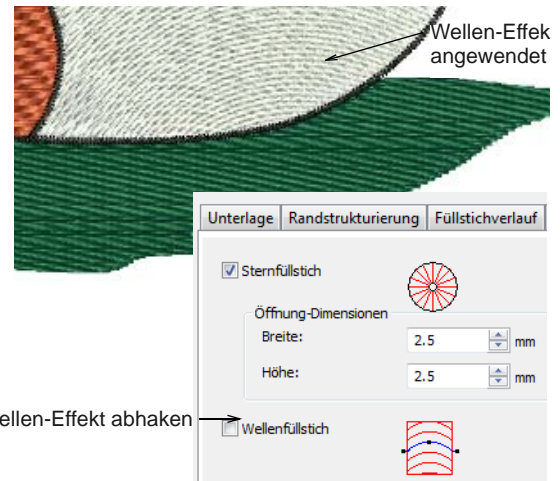 Wellen-Effek
angewendet
Unterlage Randstrukturierung Füllstichverlauf
Sternfüllstich
Öffnung-Dimensionen
Breite: 2.5 mm
Höhe: 2.5 mm
ellen-Effekt abhaken
Wellenfüllstich